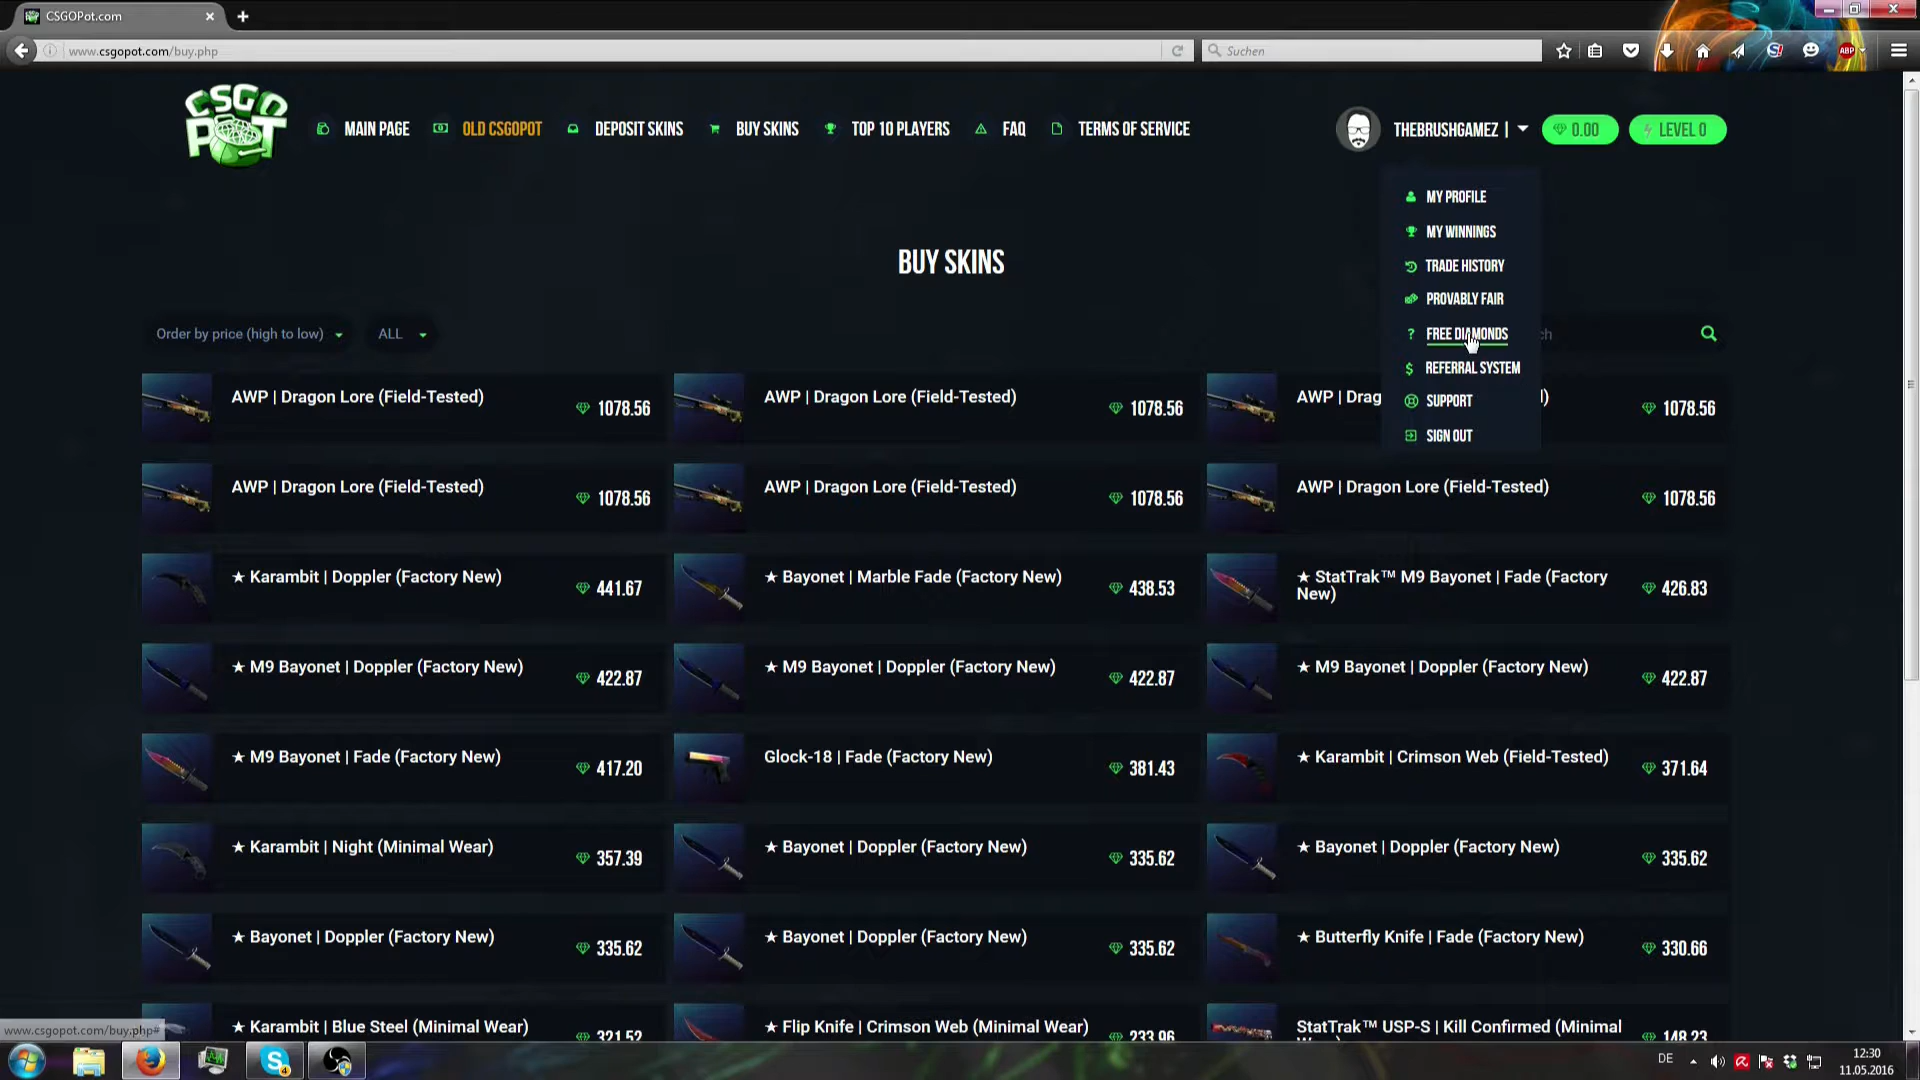 CSGOPot.com
www.csgopot.com/buy.php
Suchen
ABP
CSGO
POT
MAIN PAGE
OLD CSGOPOT
DEPOSIT SKINS
BUY SKINS
TOP 10 PLAYERS
FAQ
TERMS OF SERVICE
THEBRUSHGAMEZ |
0.00
LEVEL 0
MY PROFILE
MY WINNINGS
TRADE HISTORY
PROVABLY FAIR
FREE DIAMONDS
REFERRAL SYSTEM
SUPPORT
SIGN OUT
BUY SKINS
Order by price (high to low)
ALL
ch
AWP | Dragon Lore (Field-Tested)
1078.56
AWP | Dragon Lore (Field-Tested)
1078.56
AWP | Drag
)
1078.56
AWP | Dragon Lore (Field-Tested)
1078.56
AWP | Dragon Lore (Field-Tested)
1078.56
AWP | Dragon Lore (Field-Tested)
1078.56
★ Karambit | Doppler (Factory New)
441.67
★ Bayonet | Marble Fade (Factory New)
438.53
★ StatTrak™ M9 Bayonet | Fade (Factory
New)
426.83
★ M9 Bayonet | Doppler (Factory New)
422.87
★ M9 Bayonet | Doppler (Factory New)
422.87
★ M9 Bayonet | Doppler (Factory New)
422.87
★ M9 Bayonet | Fade (Factory New)
417.20
Glock-18 | Fade (Factory New)
381.43
★ Karambit | Crimson Web (Field-Tested)
371.64
★ Karambit | Night (Minimal Wear)
357.39
★ Bayonet | Doppler (Factory New)
335.62
★ Bayonet | Doppler (Factory New)
335.62
★ Bayonet | Doppler (Factory New)
335.62
★ Bayonet | Doppler (Factory New)
335.62
★ Butterfly Knife | Fade (Factory New)
330.66
★ Karambit | Blue Steel (Minimal Wear)
321.52
★ Flip Knife | Crimson Web (Minimal Wear)
233.96
StatTrak™ USP-S | Kill Confirmed (Minimal
148.23
www.csgopot.com/buy.php#
4
DE
12:30
11.05.2016